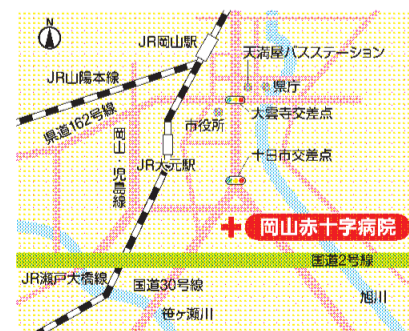 N
JR岡山駅
天満屋バスステーション
JR山陽本線
県庁
県道162号線
市役所
大雲寺交差点
岡山・児島線
JR大元駅
十日市交差点
岡山赤十字病院
国道2号線
JR瀬戸大橋線
国道30号線
旭川
笹ヶ瀬川